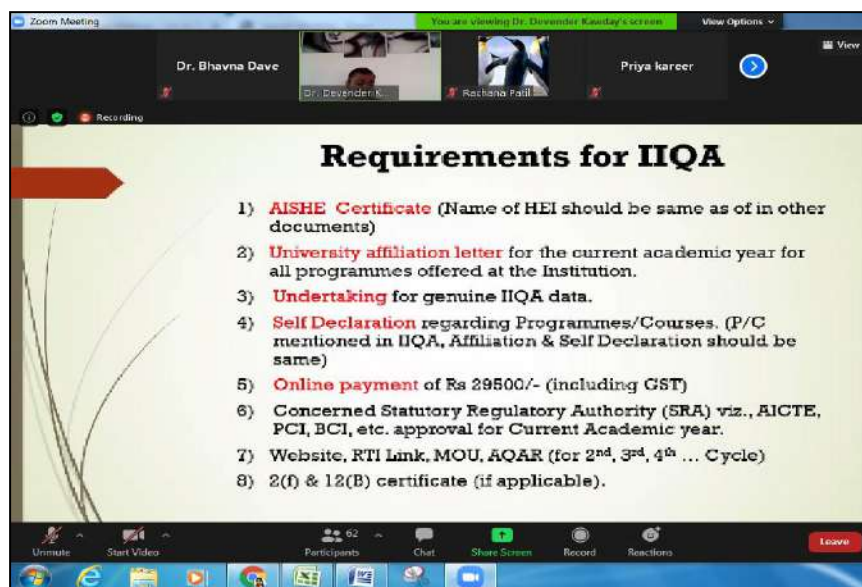 Zoom Meeting
You are viewing Dr. Devender Kawday's screen
View Options
View
Dr. Bhavna Dave
Dr. Devender K...
Rachana Patil
Priya kareer
Recording
Requirements for IIQA
1) AISHE Certificate (Name of HEI should be same as of in other
documents)
2) University affiliation letter for the current academic year for
all programmes offered at the Institution.
3) Undertaking for genuine IIQA data.
4) Self Declaration regarding Programmes/Courses. (P/C
mentioned in IIQA, Affiliation & Self Declaration should be
same)
5) Online payment of Rs 29500/- (including GST)
6) Concerned Statutory Regulatory Authority (SRA) viz., AICTE,
PCI, BCI, etc. approval for Current Academic year.
7) Website, RTI Link, MOU, AQAR (for 2nd, 3rd, 4th ... Cycle)
8) 2(f) & 12(B) certificate (if applicable).
62
Unmute
Start Video
Participants
Chat
Share Screen
Record
Reactions
Leave